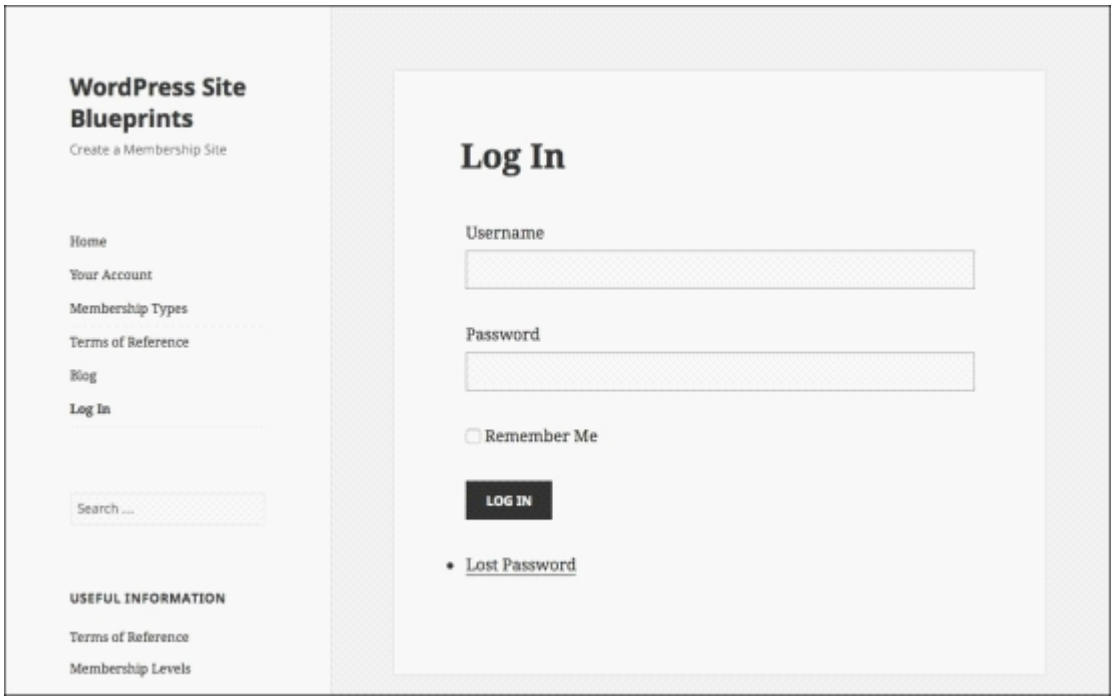 WordPress Site
Blueprints
Create a Membership Site
Home
Your Account
Membership Types
Terms of Reference
Blog
Log In
Search ...
USEFUL INFORMATION
Terms of Reference
Membership Levels
Log In
Username
Password
Remember Me
LOG IN
Lost Password